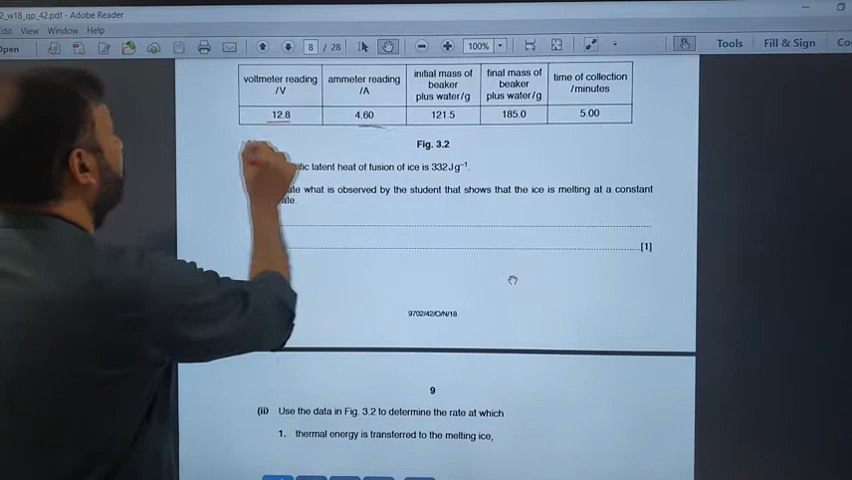 2_w18_qp_42.pdf - Adobe Reader
Edit View Window Help
Open 8 / 28 100% Tools Fill & Sign
voltmeter reading /V
ammeter reading /A
initial mass of beaker plus water/g
final mass of beaker plus water/g
time of collection /minutes
12.8 4.60 121.5 185.0 5.00
Fig. 3.2
latent heat of fusion of ice is 332 J g⁻¹.
what is observed by the student that shows that the ice is melting at a constant
[1]
9702/42/O/N/18
9
(ii) Use the data in Fig. 3.2 to determine the rate at which
1. thermal energy is transferred to the melting ice,